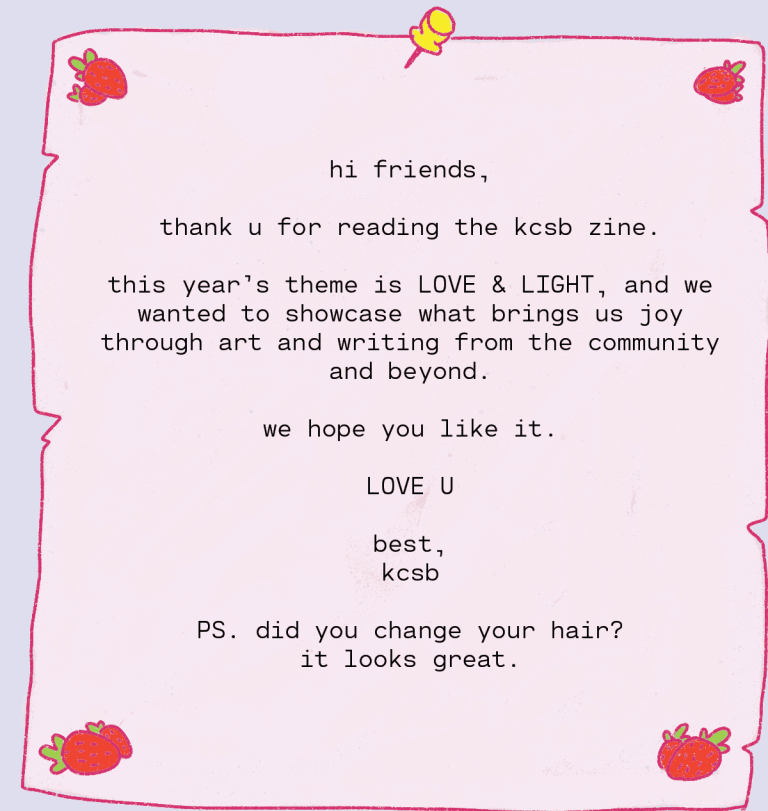 hi friends,
thank u for reading the kcsb zine.
this year's theme is LOVE & LIGHT, and we
wanted to showcase what brings us joy
through art and writing from the community
and beyond.
we hope you like it.
LOVE U
best,
kcsb
PS. did you change your hair?
it looks great.